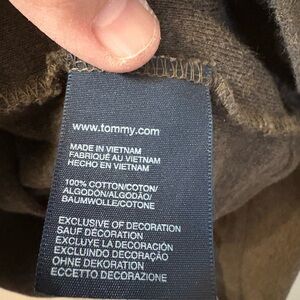 www.tommy.com
MADE IN VIETNAM
FABRIQUÉ AU VIETNAM
HECHO EN VIETNAM
100% COTTON/COTON/
ALGODÓN/ALGODÃO/
BAUMWOLLE/COTONE
EXCLUSIVE OF DECORATION
SAUF DÉCORATION
EXCLUYE LA DECORACIÓN
EXCLUINDO DECORAÇÃO
OHNE DEKORATION
ECCETTO DECORAZIONE